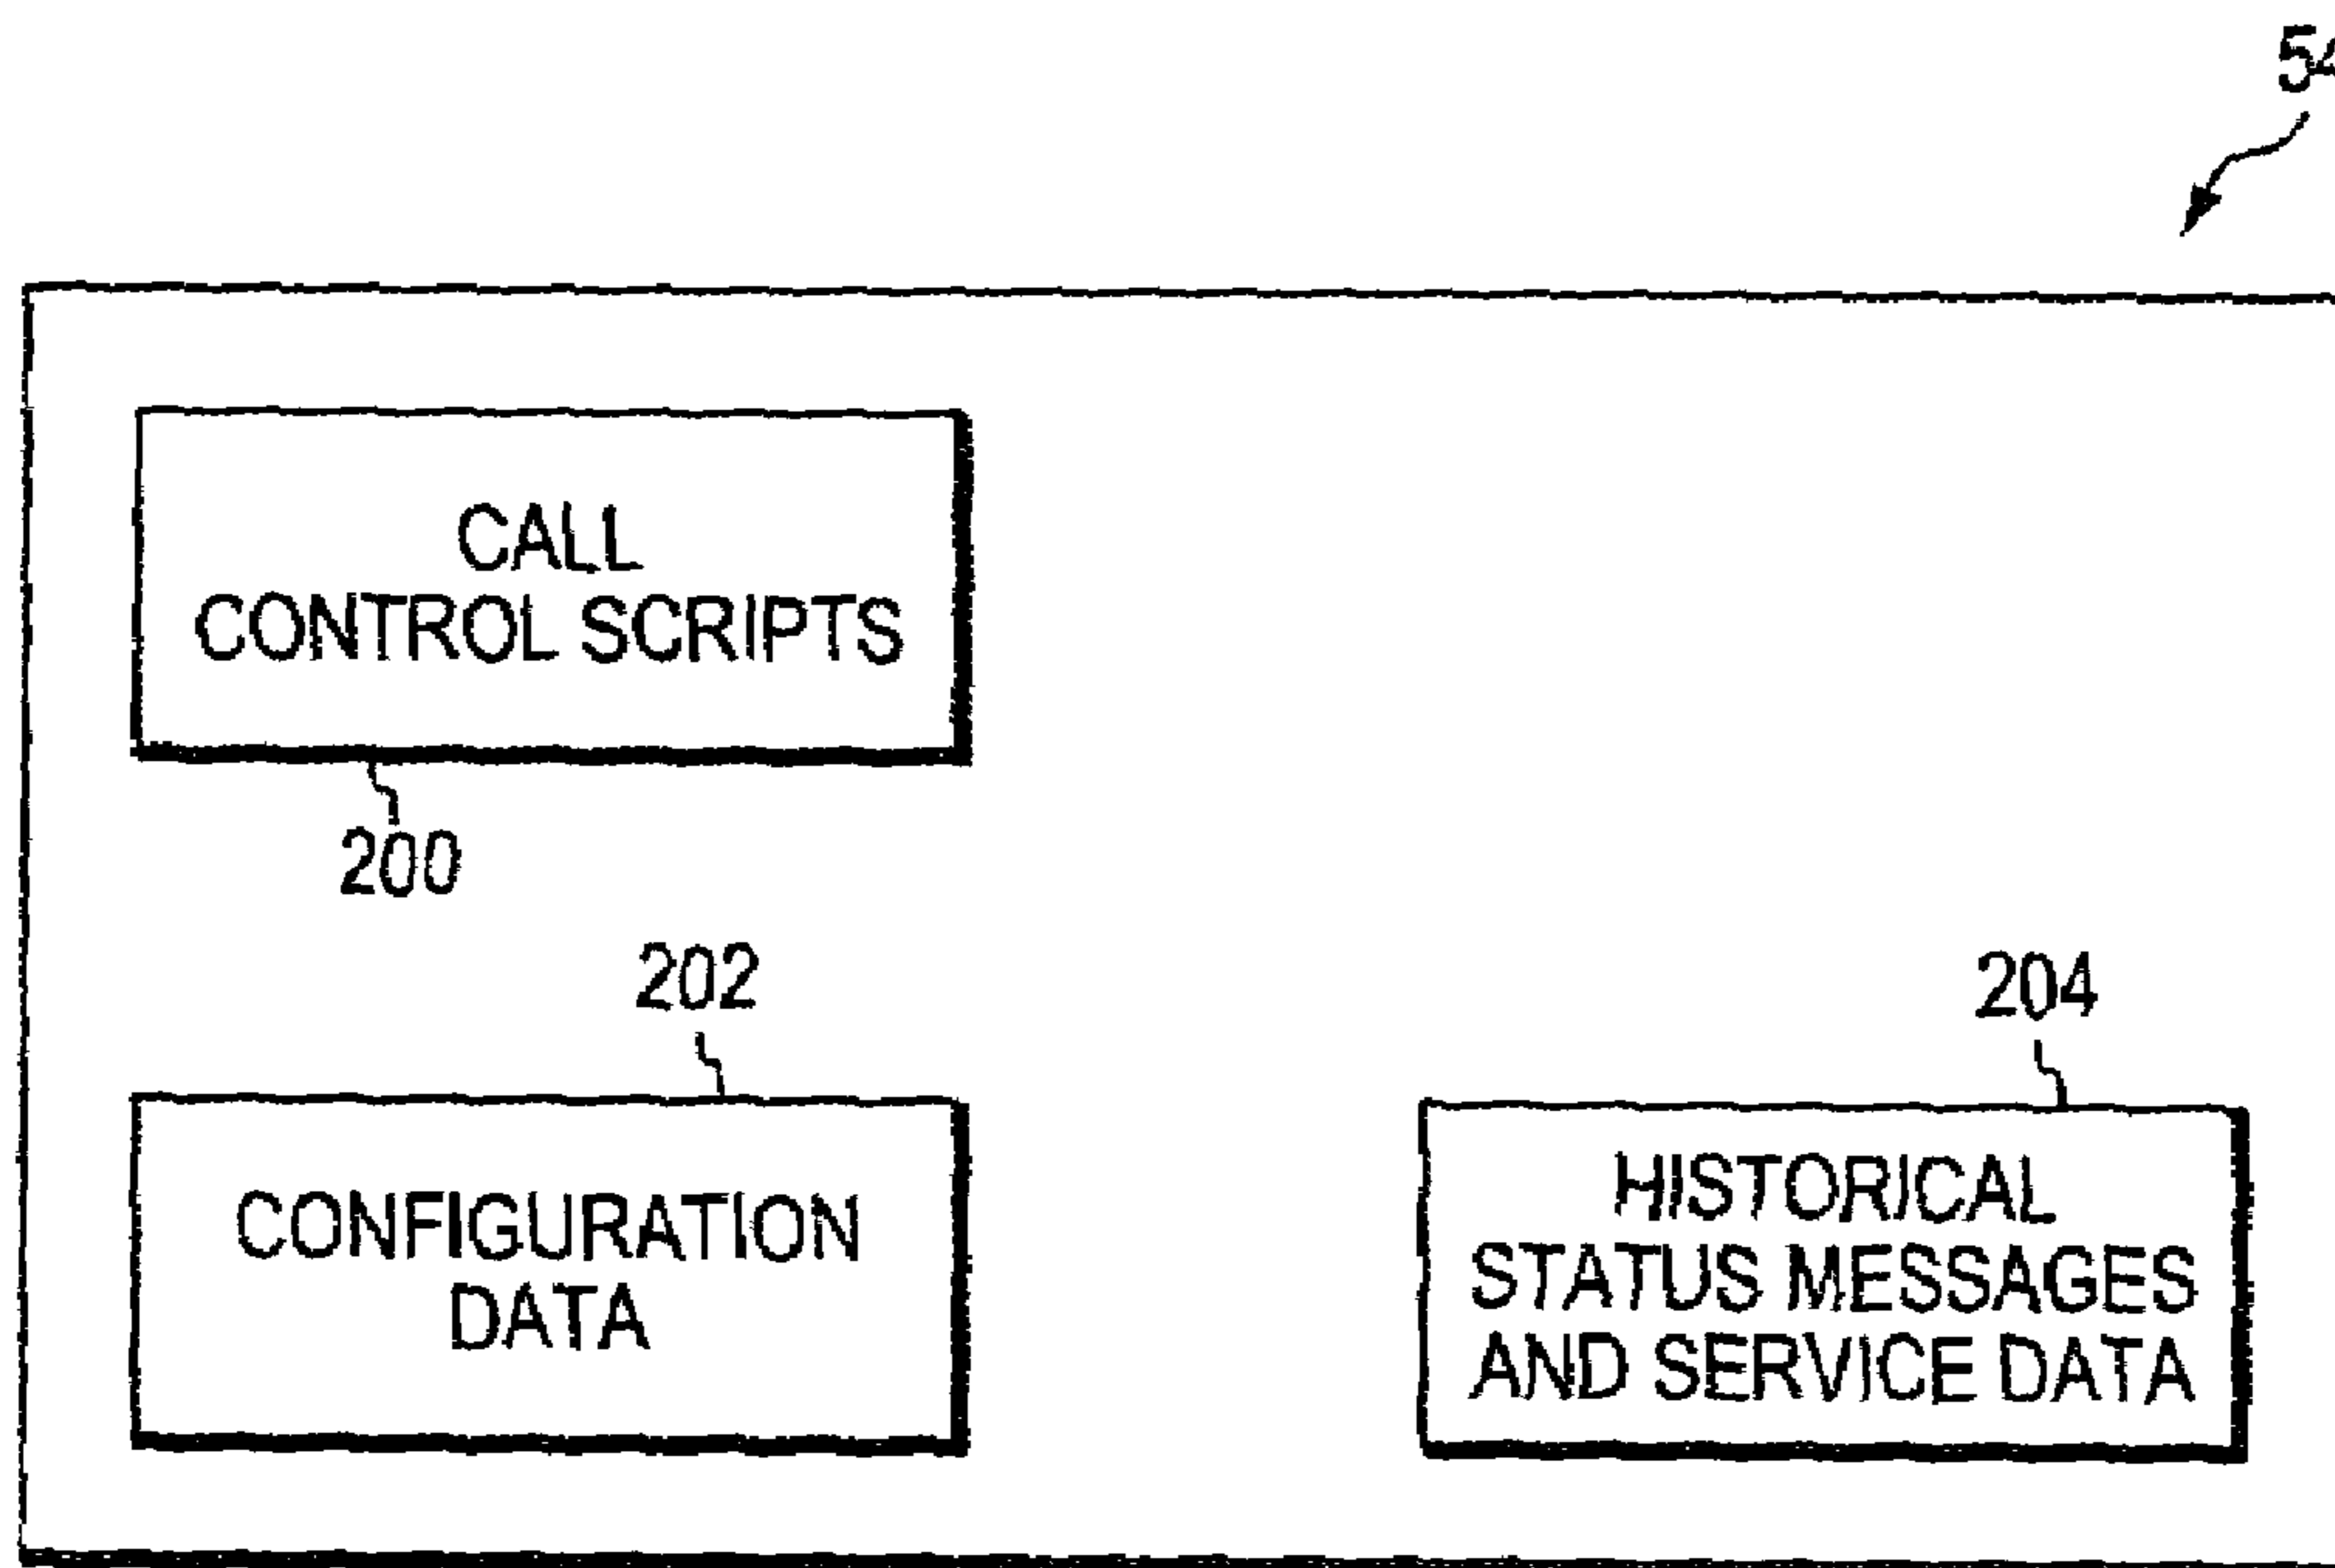 54
CALL
CONTROL SCRIPTS
200
202
204
CONFIGURATION
DATA
HISTORICAL
STATUS MESSAGES
AND SERVICE DATA